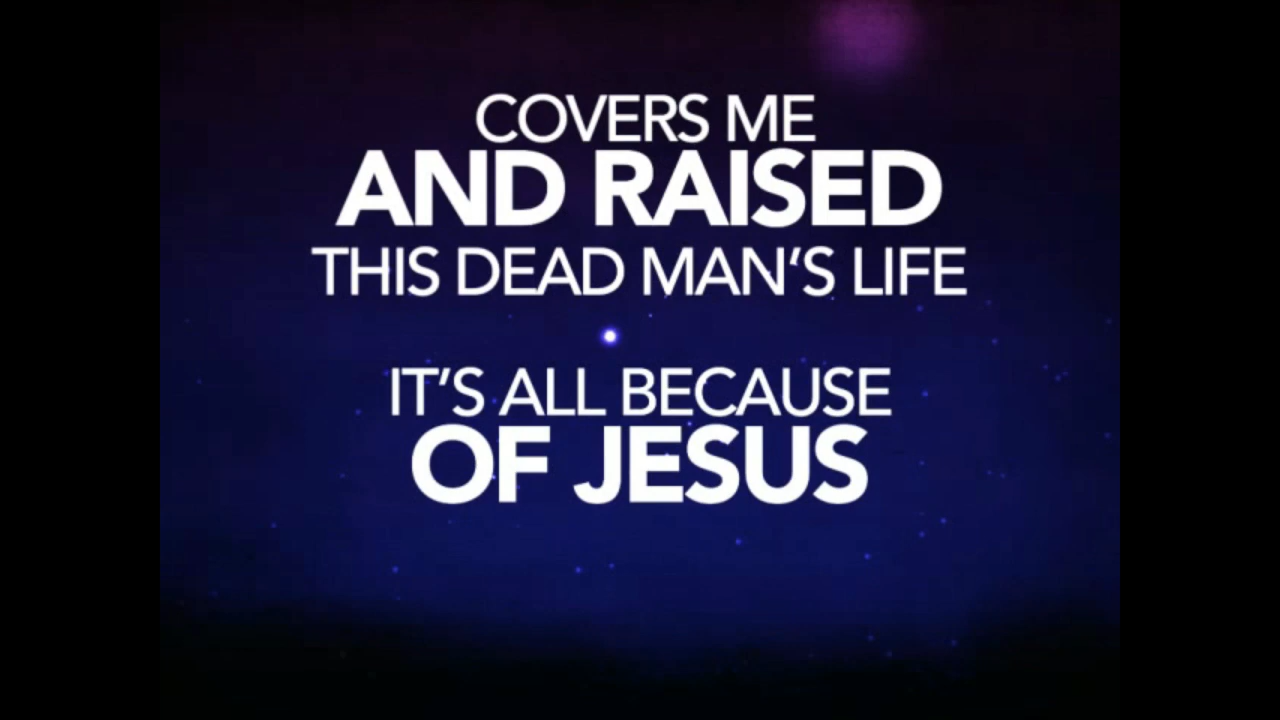 COVERS ME
AND RAISED
THIS DEAD MAN'S LIFE
IT'S ALL BECAUSE
OF JESUS